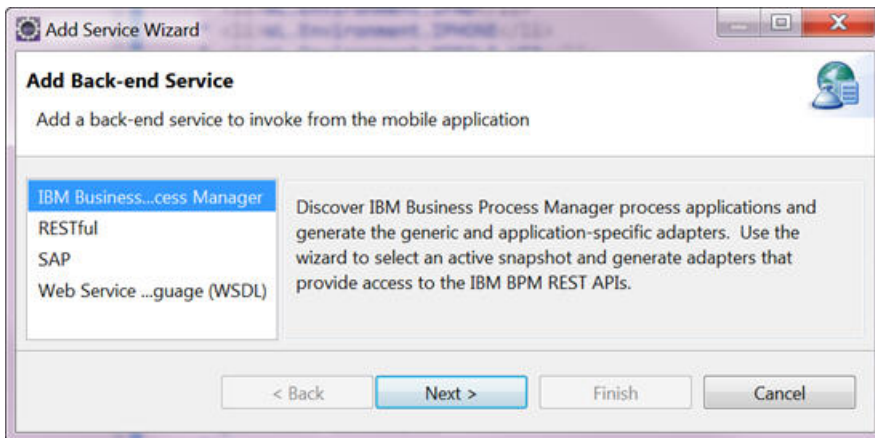 Add Service Wizard
Add Back-end Service
Add a back-end service to invoke from the mobile application
IBM Business...cess Manager
RESTful
SAP
Web Service ...guage (WSDL)
Discover IBM Business Process Manager process applications and
generate the generic and application-specific adapters. Use the
wizard to select an active snapshot and generate adapters that
provide access to the IBM BPM REST APIs.
< Back
Next >
Finish
Cancel